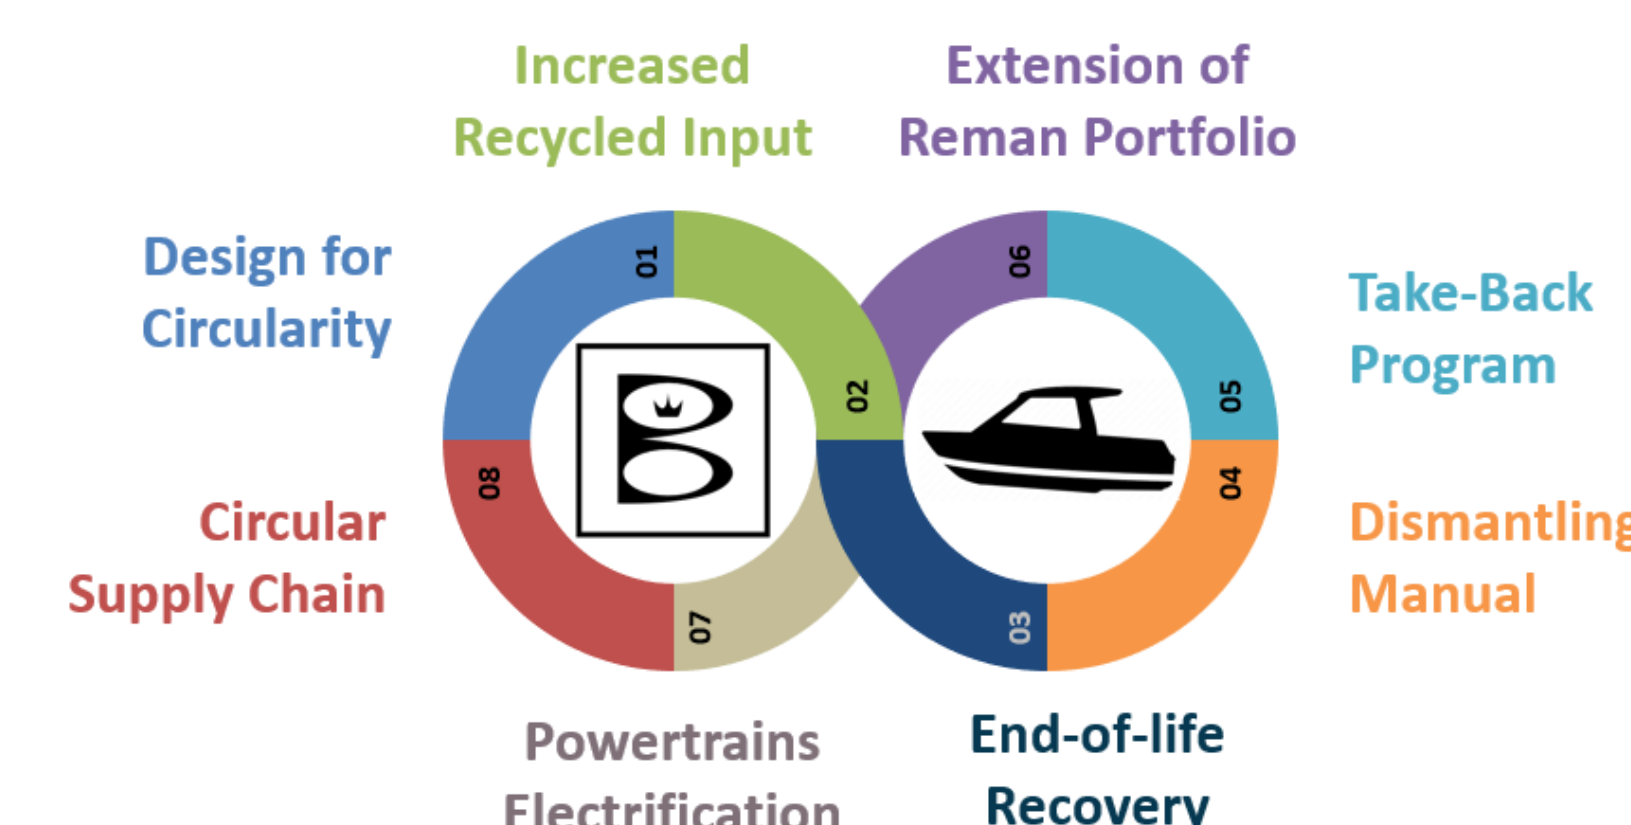 Increased
Recycled Input
Extension of
Reman Portfolio
Design for
Circularity
Take-Back
Program
01
06
02
05
08
04
07
03
B
Circular
Supply Chain
Dismantling
Manual
Powertrains
Electrification
End-of-life
Recovery